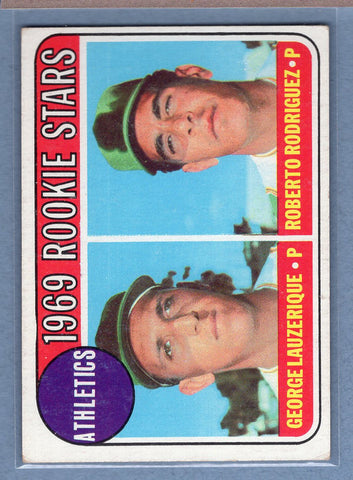 1969 ROOKIE STARS
ATHLETICS
GEORGE LAUZERIQUE • P
ROBERTO RODRIGUEZ • P